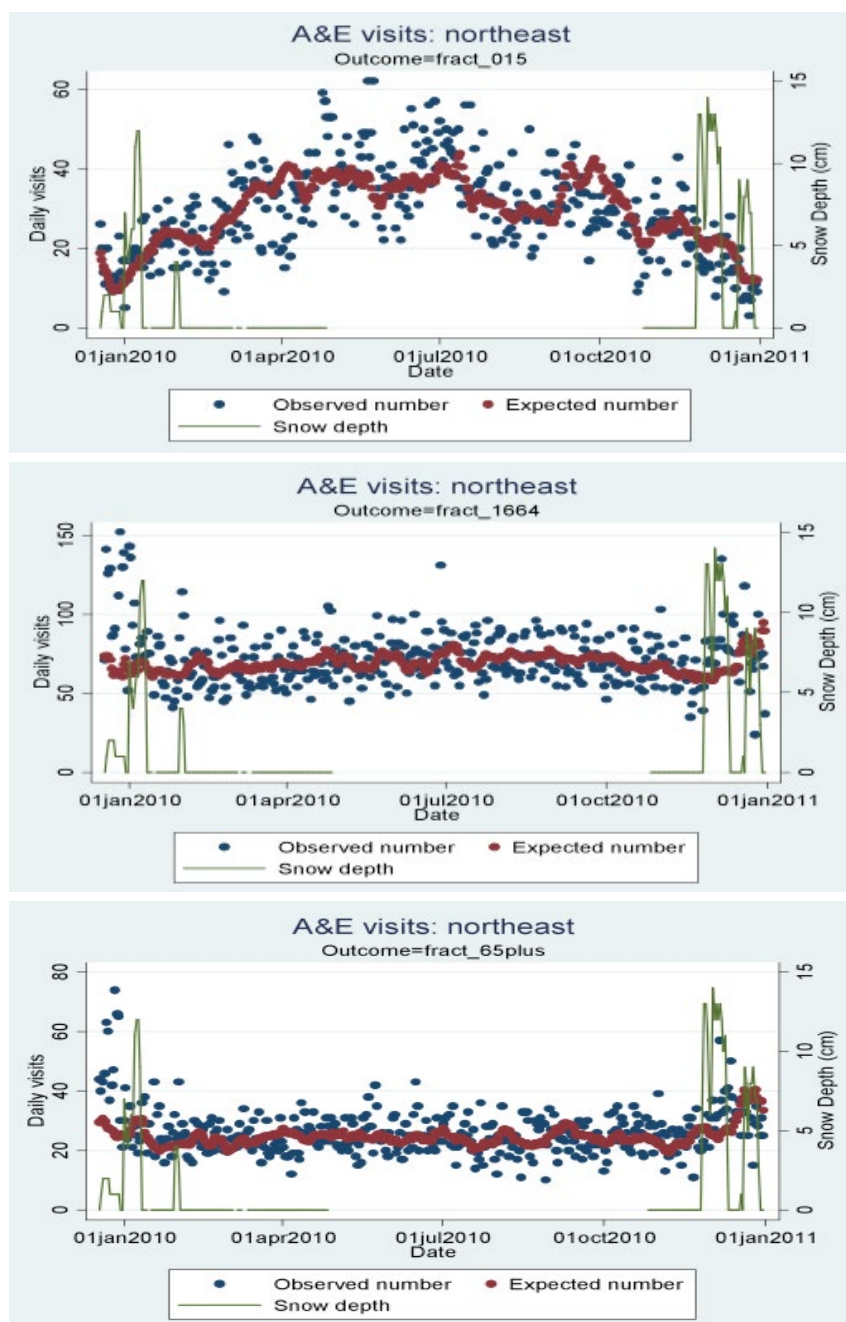 A&E visits: northeast
Outcome=fract_015
Daily visits
0 20 40 60
Snow Depth (cm)
0 5 10 15
01jan2010 01apr2010 01jul2010 01oct2010 01jan2011
Date
Observed number Expected number
Snow depth
A&E visits: northeast
Outcome=fract_1664
Daily visits
0 50 100 150
Snow Depth (cm)
0 5 10 15
01jan2010 01apr2010 01jul2010 01oct2010 01jan2011
Date
Observed number Expected number
Snow depth
A&E visits: northeast
Outcome=fract_65plus
Daily visits
0 20 40 60 80
Snow Depth (cm)
0 5 10 15
01jan2010 01apr2010 01jul2010 01oct2010 01jan2011
Date
Observed number Expected number
Snow depth